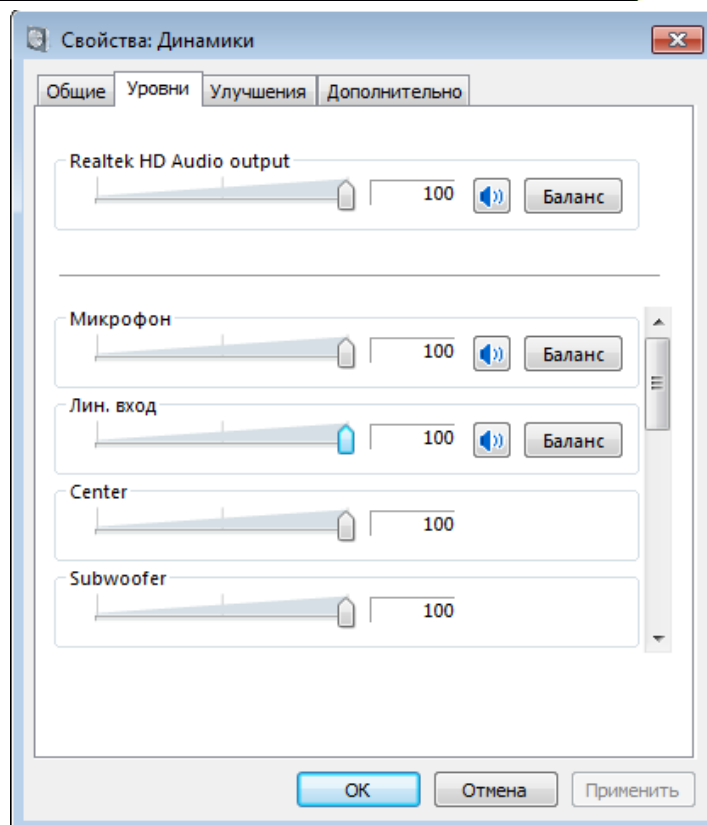 Свойства: Динамики
Общие Уровни Улучшения Дополнительно
Realtek HD Audio output
100 Баланс
Микрофон
100 Баланс
Лин. вход
100 Баланс
Center
100
Subwoofer
100
ОК Отмена Применить